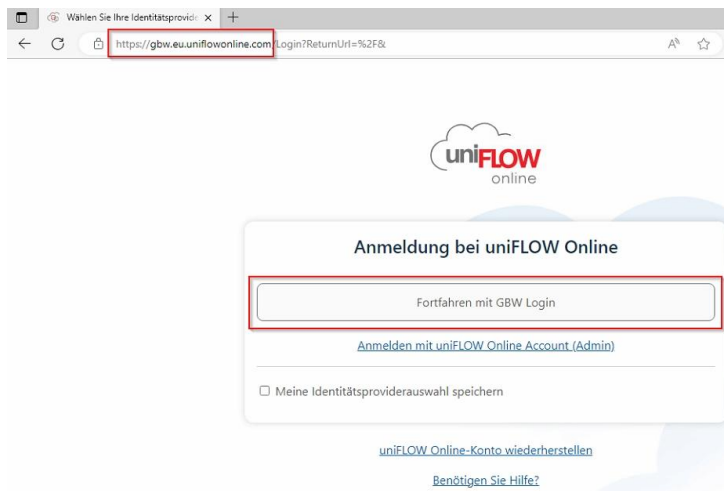 Wählen Sie Ihre Identitätsprovide
https://gbw.eu.uniflowonline.com/Login?ReturnUrl=%2F&
uniFLOW
online
Anmeldung bei uniFLOW Online
Fortfahren mit GBW Login
Anmelden mit uniFLOW Online Account (Admin)
Meine Identitätsproviderauswahl speichern
uniFLOW Online-Konto wiederherstellen
Benötigen Sie Hilfe?